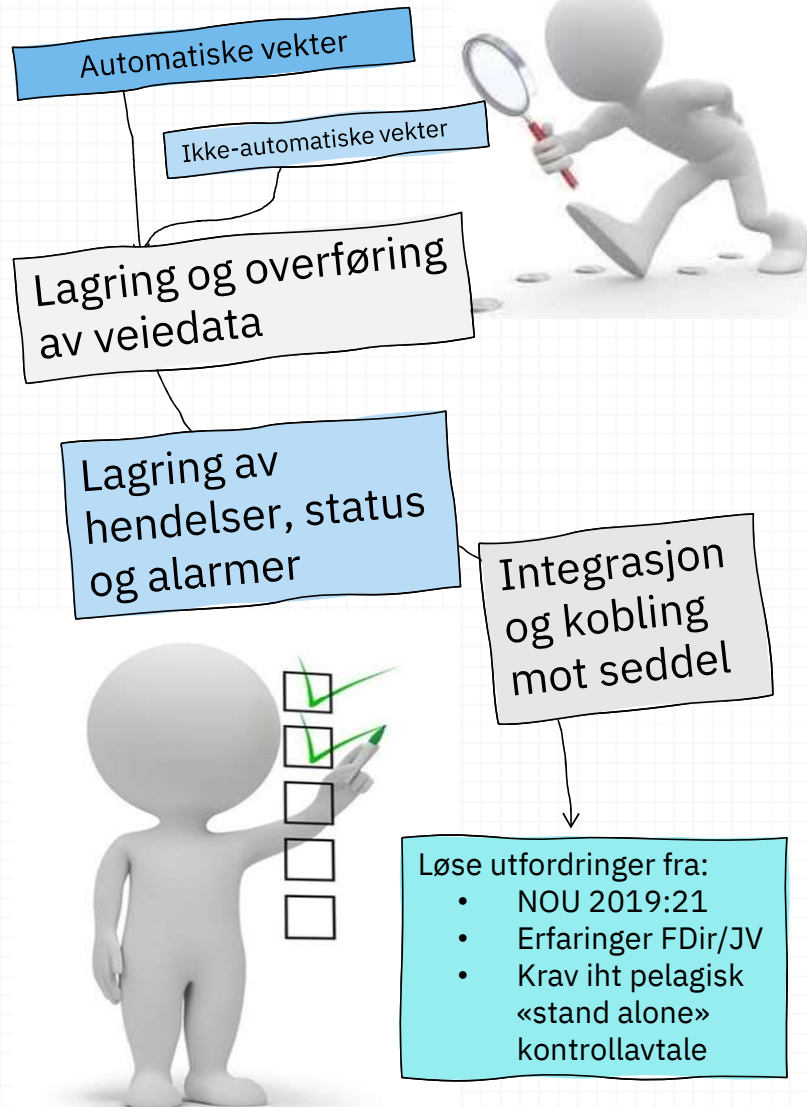 Automatiske vekter
Ikke-automatiske vekter
Lagring og overføring
av veiedata
Lagring av
hendelser, status
og alarmer
Integrasjon
og kobling
mot seddel
Løse utfordringer fra:
• NOU 2019:21
• Erfaringer FDir/JV
• Krav iht pelagisk
«stand alone»
kontrollavtale